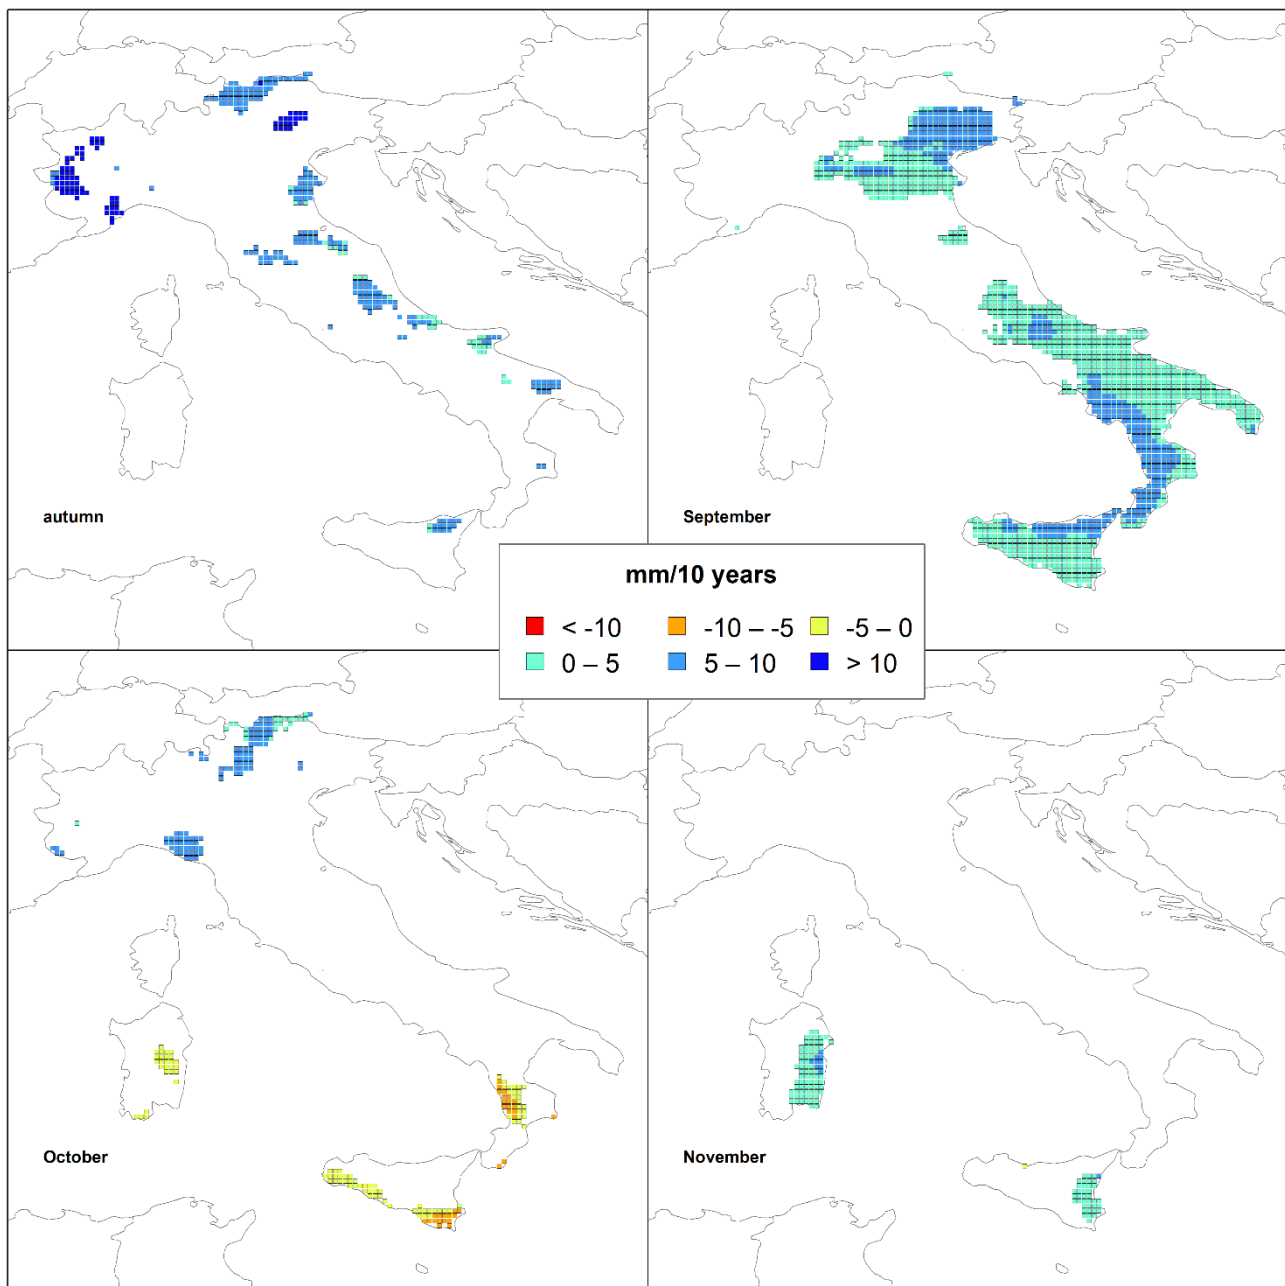 autumn
September
mm/10 years
< -10
-10 – -5
-5 – 0
0 – 5
5 – 10
> 10
October
November